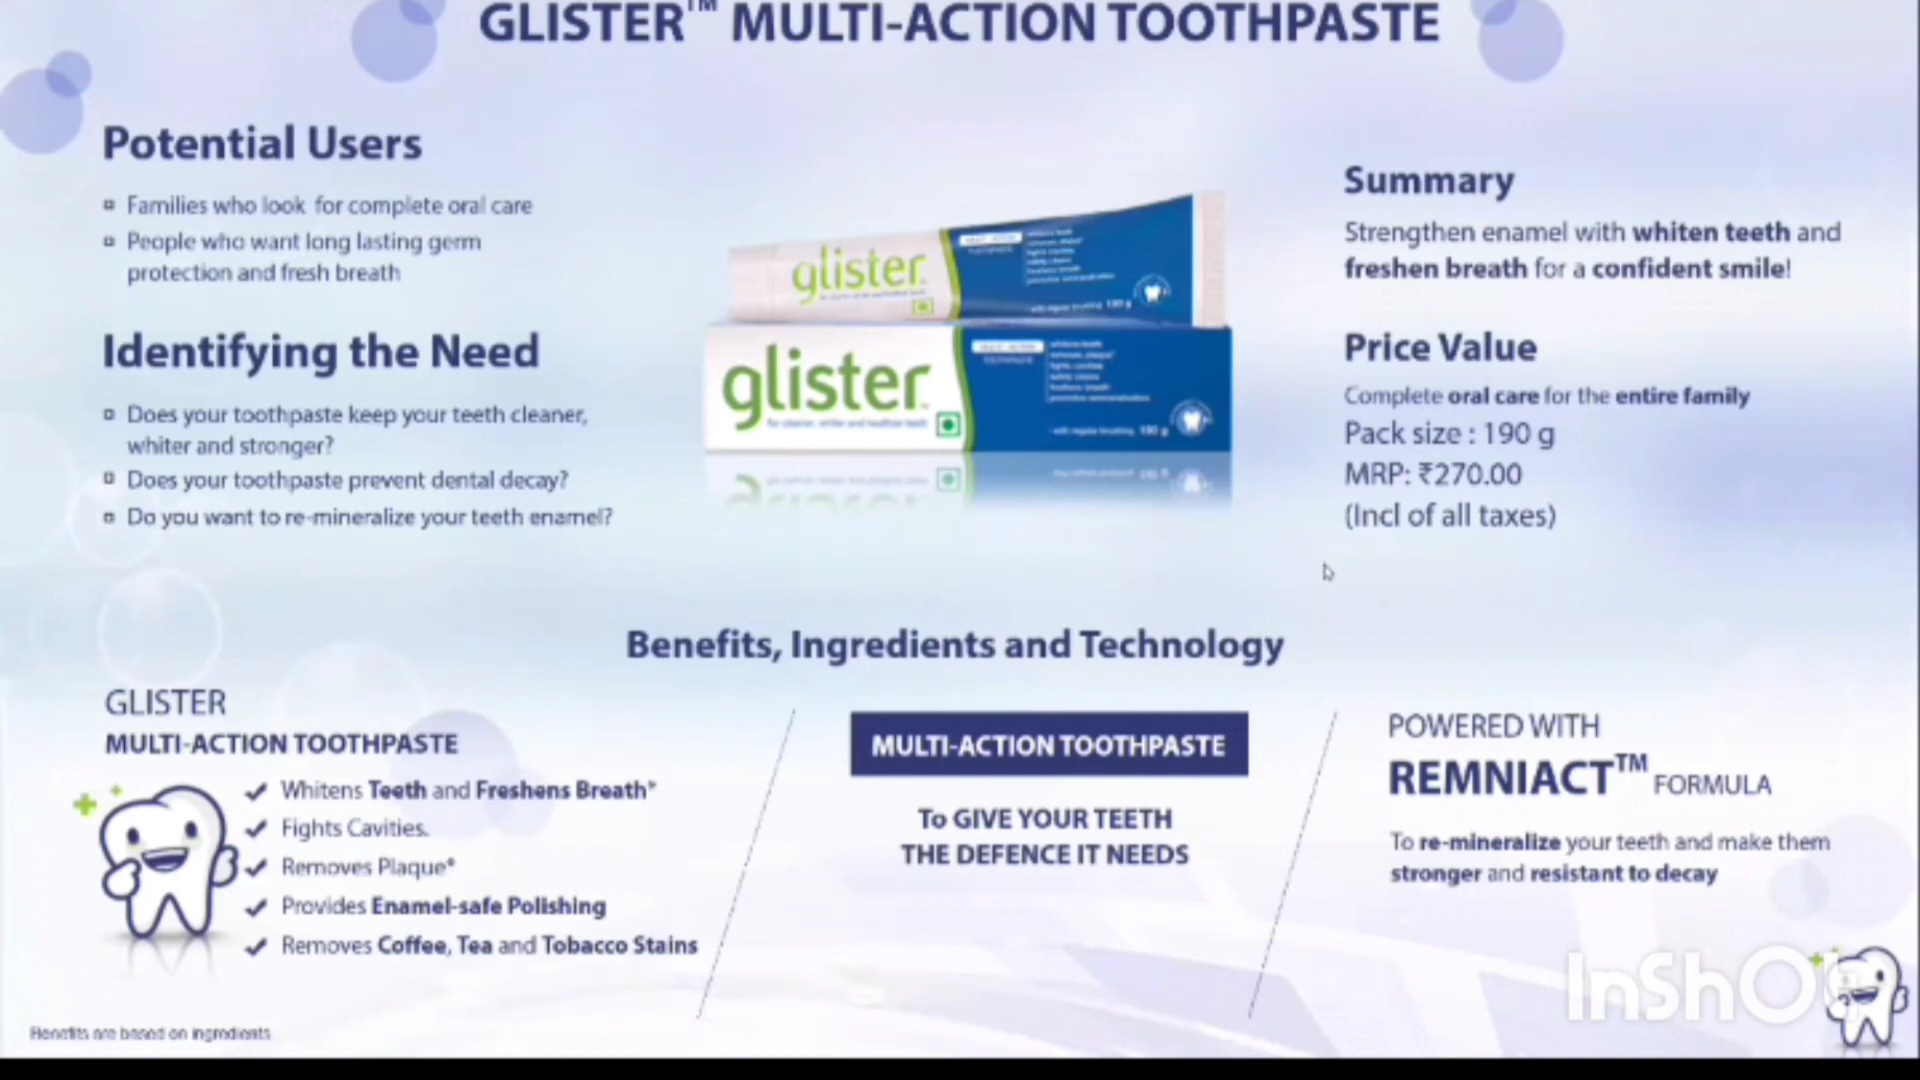 GLISTER™ MULTI-ACTION TOOTHPASTE
Potential Users
Families who look for complete oral care
People who want long lasting germ
protection and fresh breath
Identifying the Need
Does your toothpaste keep your teeth cleaner,
whiter and stronger?
Does your toothpaste prevent dental decay?
Do you want to re-mineralize your teeth enamel?
glister
190 g
glister
190 g
Summary
Strengthen enamel with whiten teeth and
freshen breath for a confident smile!
Price Value
Complete oral care for the entire family
Pack size : 190 g
MRP: ₹270.00
(Incl of all taxes)
Benefits, Ingredients and Technology
GLISTER
MULTI-ACTION TOOTHPASTE
Whitens Teeth and Freshens Breath*
Fights Cavities.
Removes Plaque*
Provides Enamel-safe Polishing
Removes Coffee, Tea and Tobacco Stains
MULTI-ACTION TOOTHPASTE
To GIVE YOUR TEETH
THE DEFENCE IT NEEDS
POWERED WITH
REMNIACT™ FORMULA
To re-mineralize your teeth and make them
stronger and resistant to decay
Benefits are based on ingredients
InShO